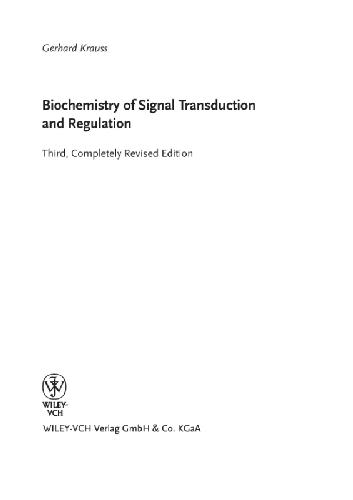 Gerhard Krauss
Biochemistry of Signal Transduction
and Regulation
Third, Completely Revised Edition
WILEY-
VCH
WILEY-VCH Verlag GmbH & Co. KGaA